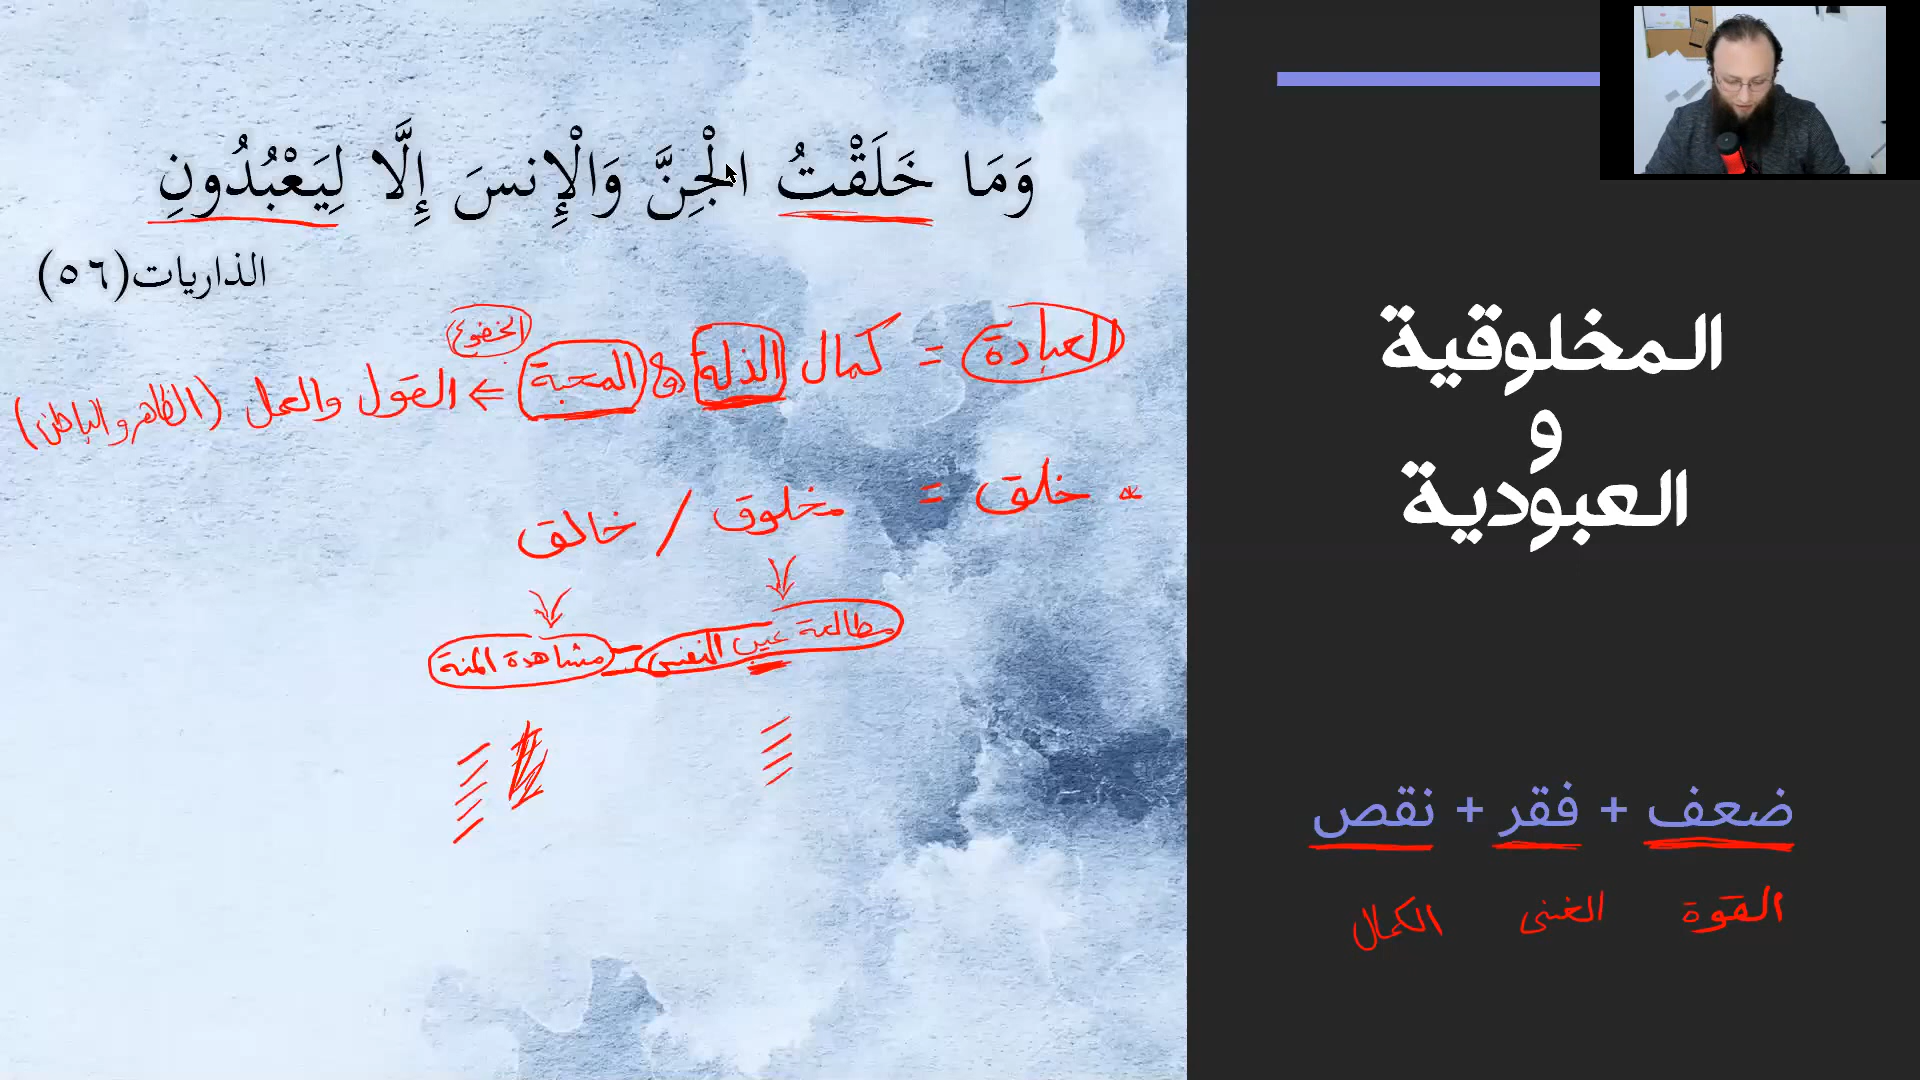 وَمَا خَلَقْتُ الْجِنَّ وَالْإِنسَ إِلَّا لِيَعْبُدُونِ
الذاريات(٥٦)
الخضوع
العبادة = كمال الذلة & المحبة ← القول والعمل (الظاهر والباطن)
* خلق = مخلوق / خالق
مطالعة عيب النفس - مشاهدة المنة
المخلوقية
و
العبودية
ضعف + فقر + نقص
القوة الغنى الكمال